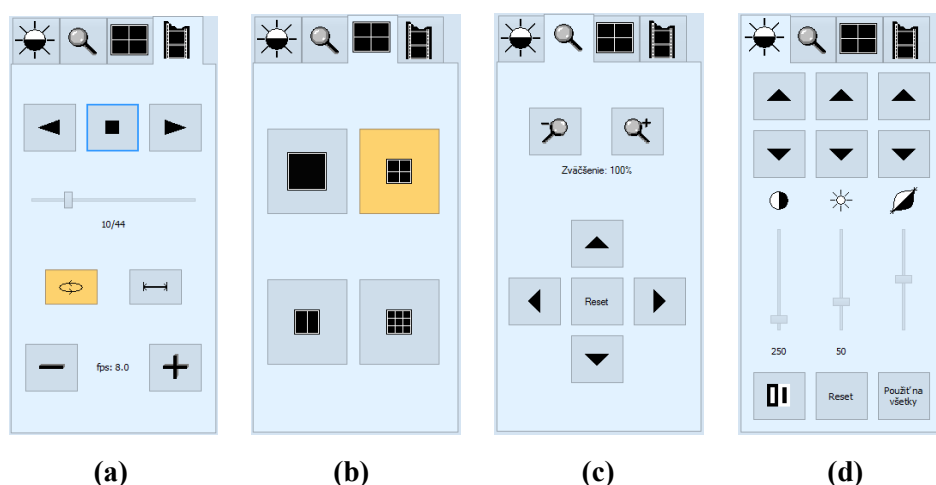 10/44
fps: 8.0
Zväčšenie: 100%
Reset
250
50
Reset
Použiť na
všetky
(a)
(b)
(c)
(d)